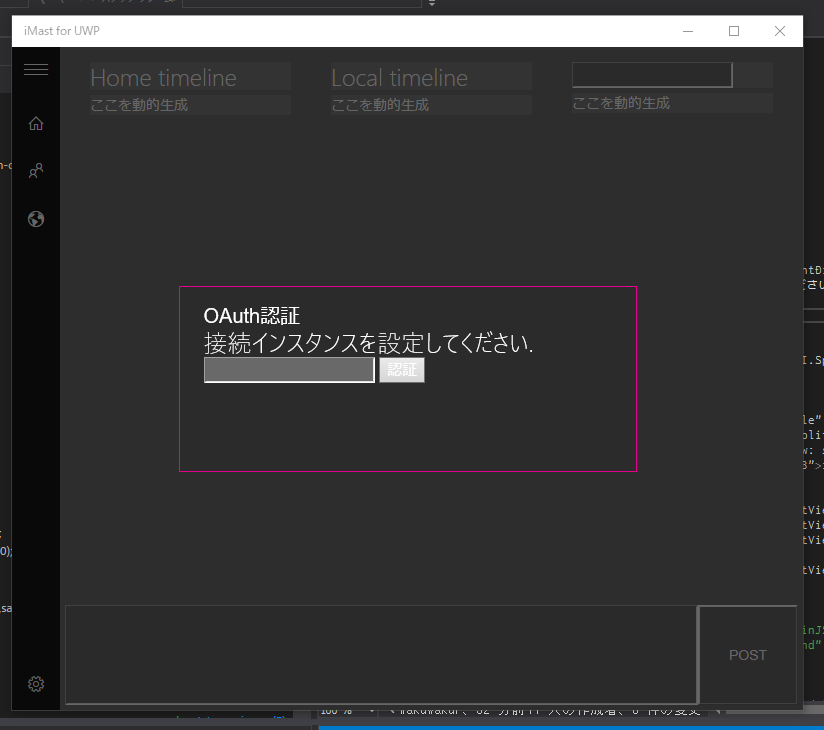 iMast for UWP
Home timeline
Local timeline
ここを動的生成
ここを動的生成
ここを動的生成
OAuth認証
接続インスタンスを設定してください.
認証
POST
100 %